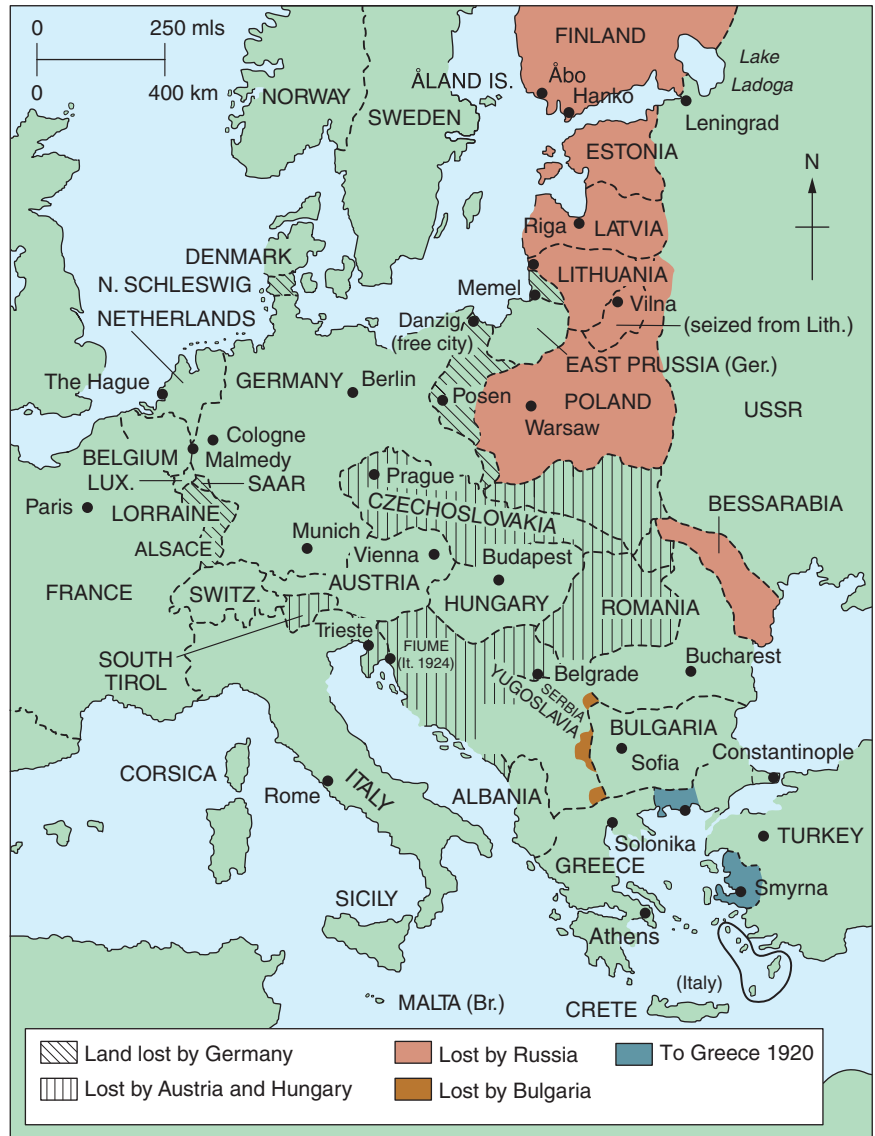 0 250 mls
0 400 km
FINLAND
Lake
Ladoga
ÅLAND IS.
Åbo
Hanko
NORWAY
SWEDEN
Leningrad
ESTONIA
N
Riga
LATVIA
DENMARK
LITHUANIA
N. SCHLESWIG
Memel
Vilna
NETHERLANDS
Danzig
(free city)
(seized from Lith.)
EAST PRUSSIA (Ger.)
The Hague
GERMANY
Berlin
Posen
POLAND
USSR
Warsaw
Cologne
BELGIUM
Malmedy
LUX.
SAAR
Prague
Paris
LORRAINE
CZECHOSLOVAKIA
BESSARABIA
ALSACE
Munich
Vienna
Budapest
FRANCE
SWITZ.
AUSTRIA
HUNGARY
ROMANIA
Trieste
FIUME
(It. 1924)
SOUTH
TIROL
Belgrade
Bucharest
SERBIA
YUGOSLAVIA
BULGARIA
Sofia
Constantinople
CORSICA
Rome
ITALY
ALBANIA
Solonika
TURKEY
GREECE
Smyrna
SICILY
Athens
(Italy)
MALTA (Br.)
CRETE
Land lost by Germany
Lost by Russia
To Greece 1920
Lost by Austria and Hungary
Lost by Bulgaria